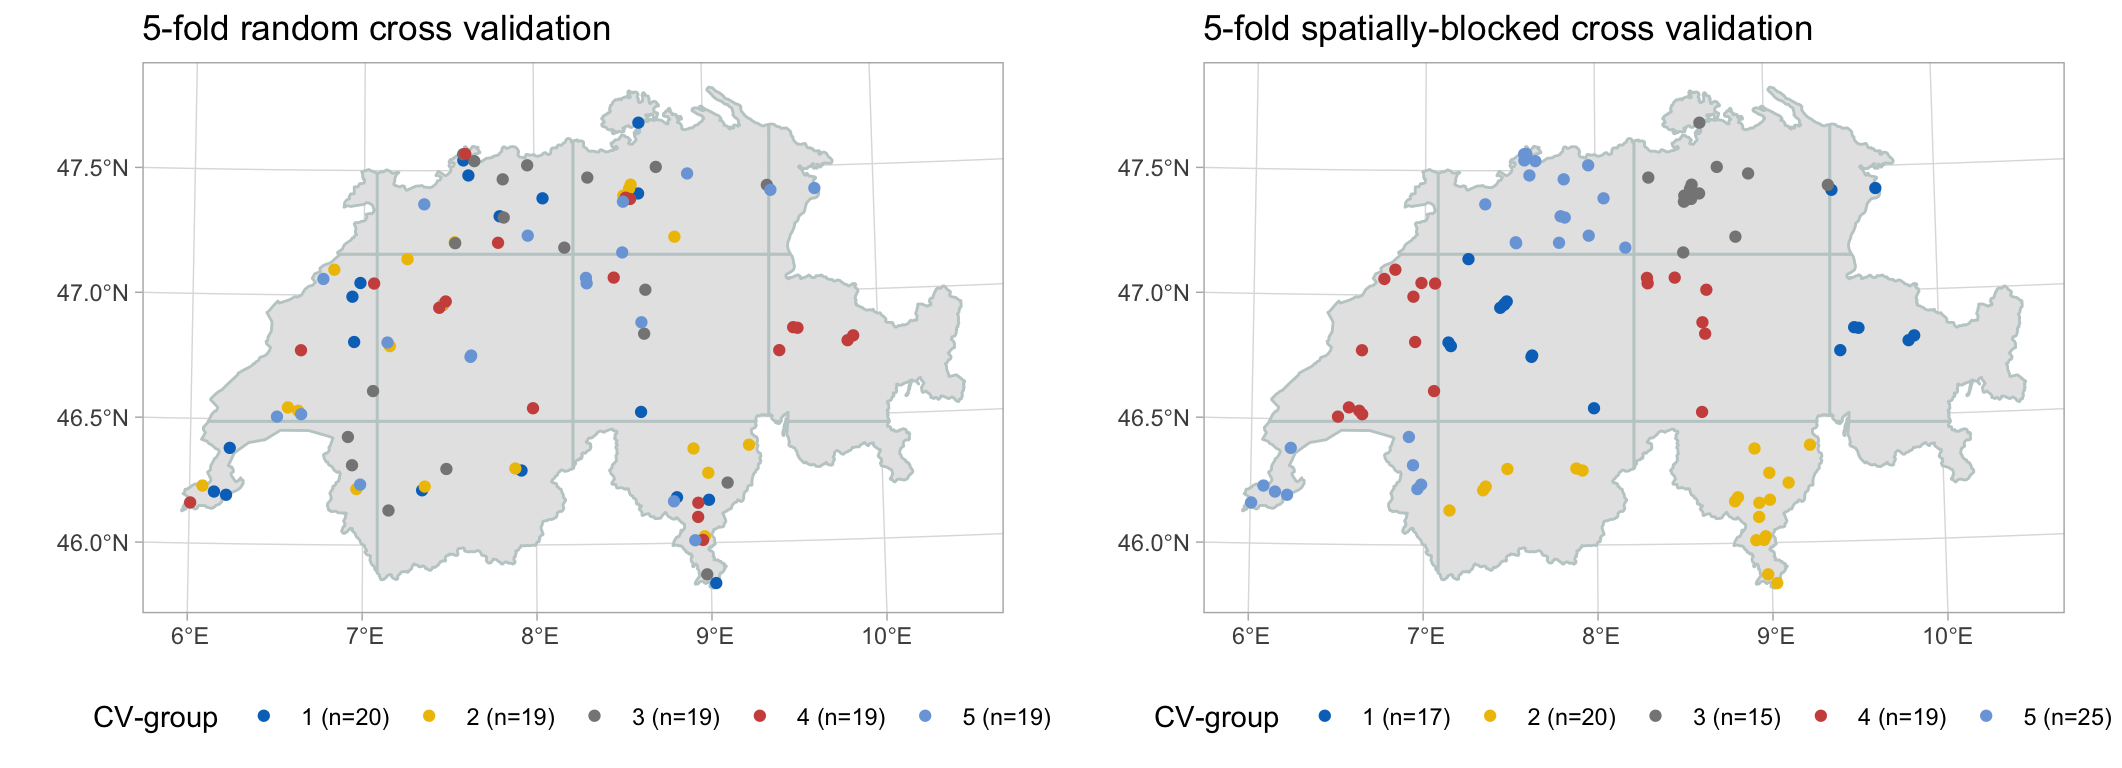 5-fold random cross validation
47.5°N
47.0°N
46.5°N
46.0°N
6°E 7°E 8°E 9°E 10°E
CV-group 1 (n=20) 2 (n=19) 3 (n=19) 4 (n=19) 5 (n=19)
5-fold spatially-blocked cross validation
47.5°N
47.0°N
46.5°N
46.0°N
6°E 7°E 8°E 9°E 10°E
CV-group 1 (n=17) 2 (n=20) 3 (n=15) 4 (n=19) 5 (n=25)